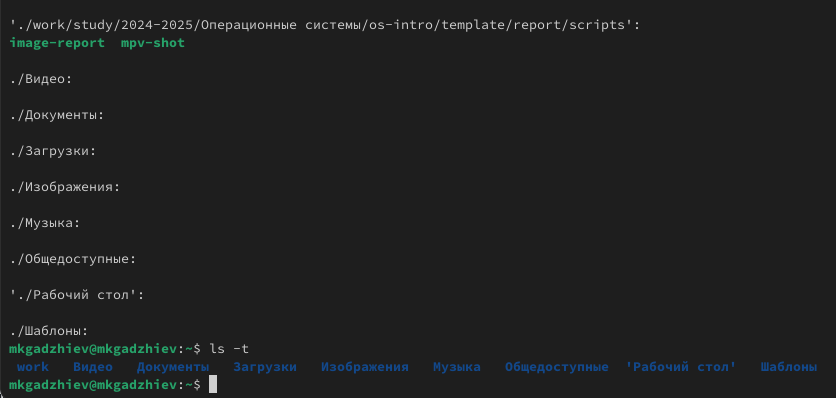 './work/study/2024-2025/Операционные системы/os-intro/template/report/scripts':
image-report  mpv-shot
./Видео:
./Документы:
./Загрузки:
./Изображения:
./Музыка:
./Общедоступные:
'./Рабочий стол':
./Шаблоны:
mkgadzhiev@mkgadzhiev:~$ ls -t
work   Видео   Документы   Загрузки   Изображения   Музыка   Общедоступные  'Рабочий стол'   Шаблоны
mkgadzhiev@mkgadzhiev:~$